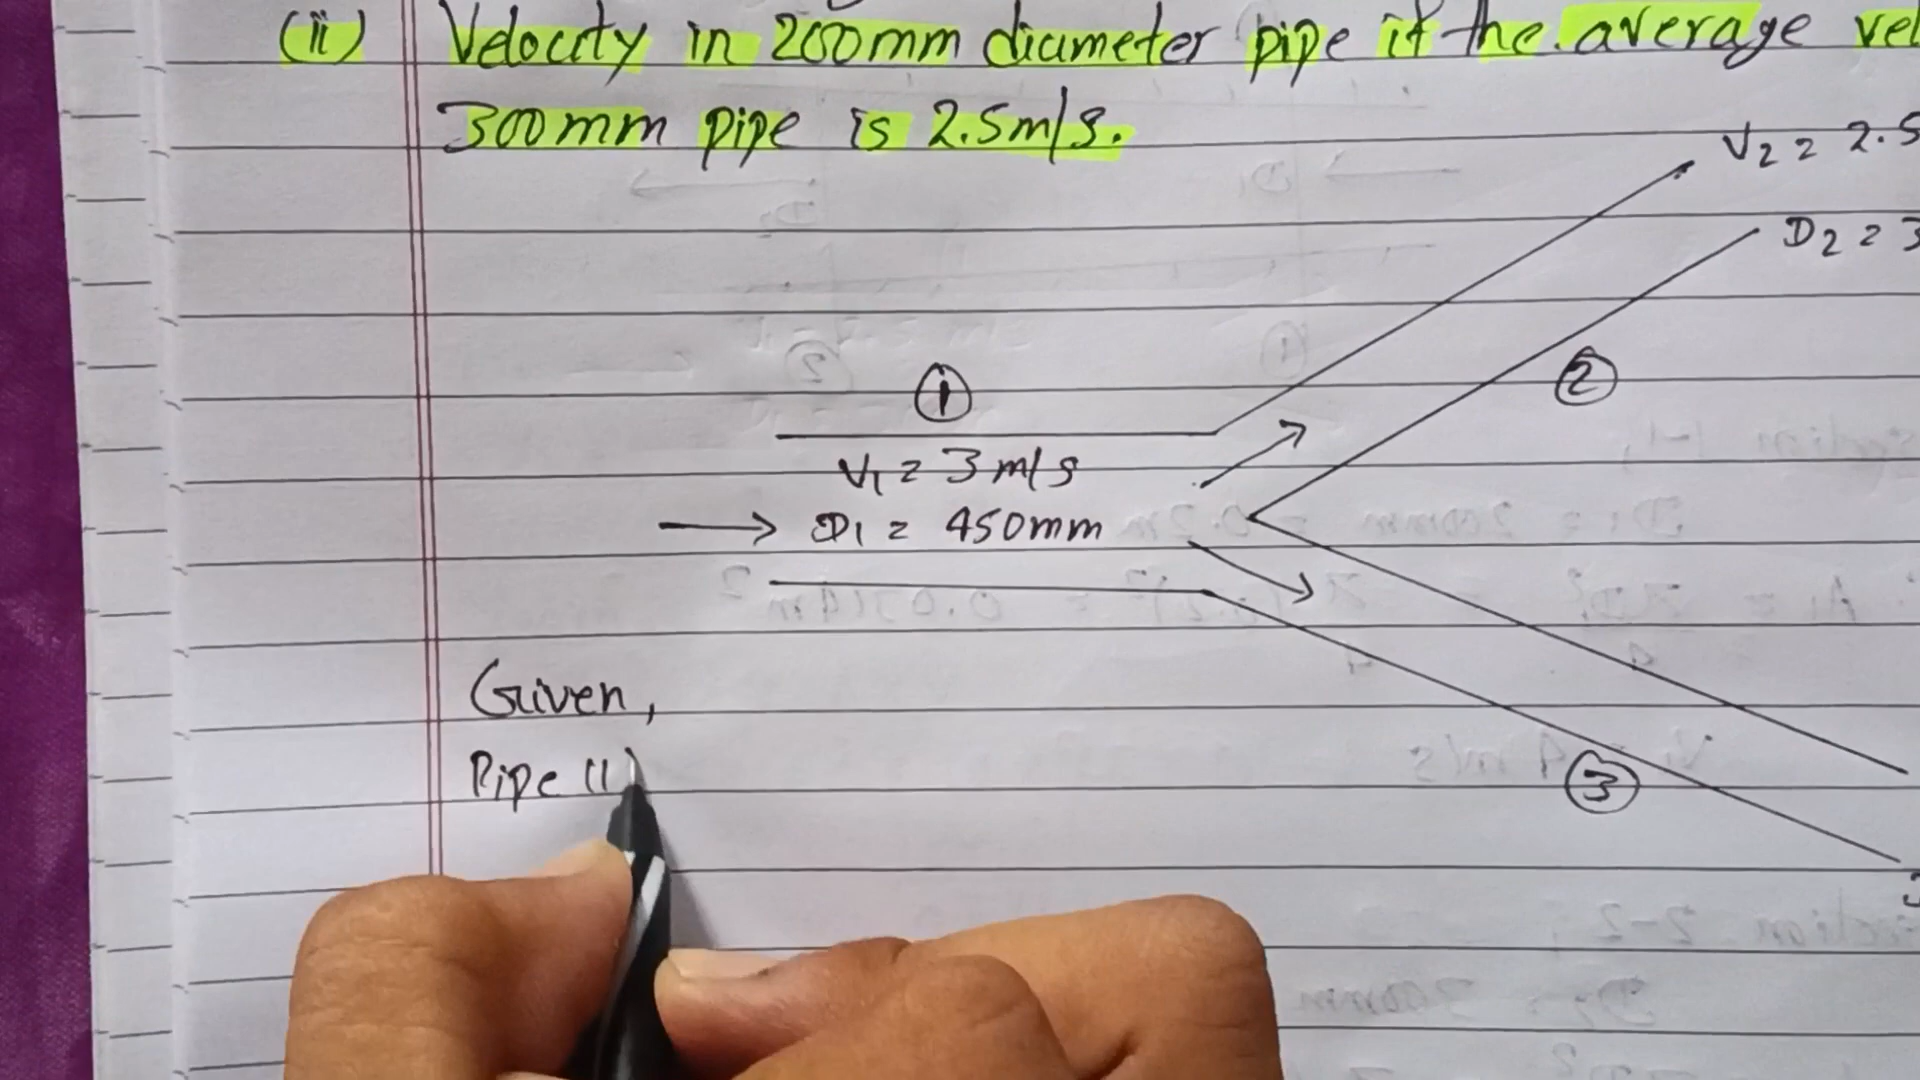 (ii) Velocity in 200mm diameter pipe if the average vel
300mm pipe is 2.5m/s.
V2 = 2.5
D2 = 3
①
②
V1 = 3 m/s
D1 = 450mm
Given,
Pipe (1)
③